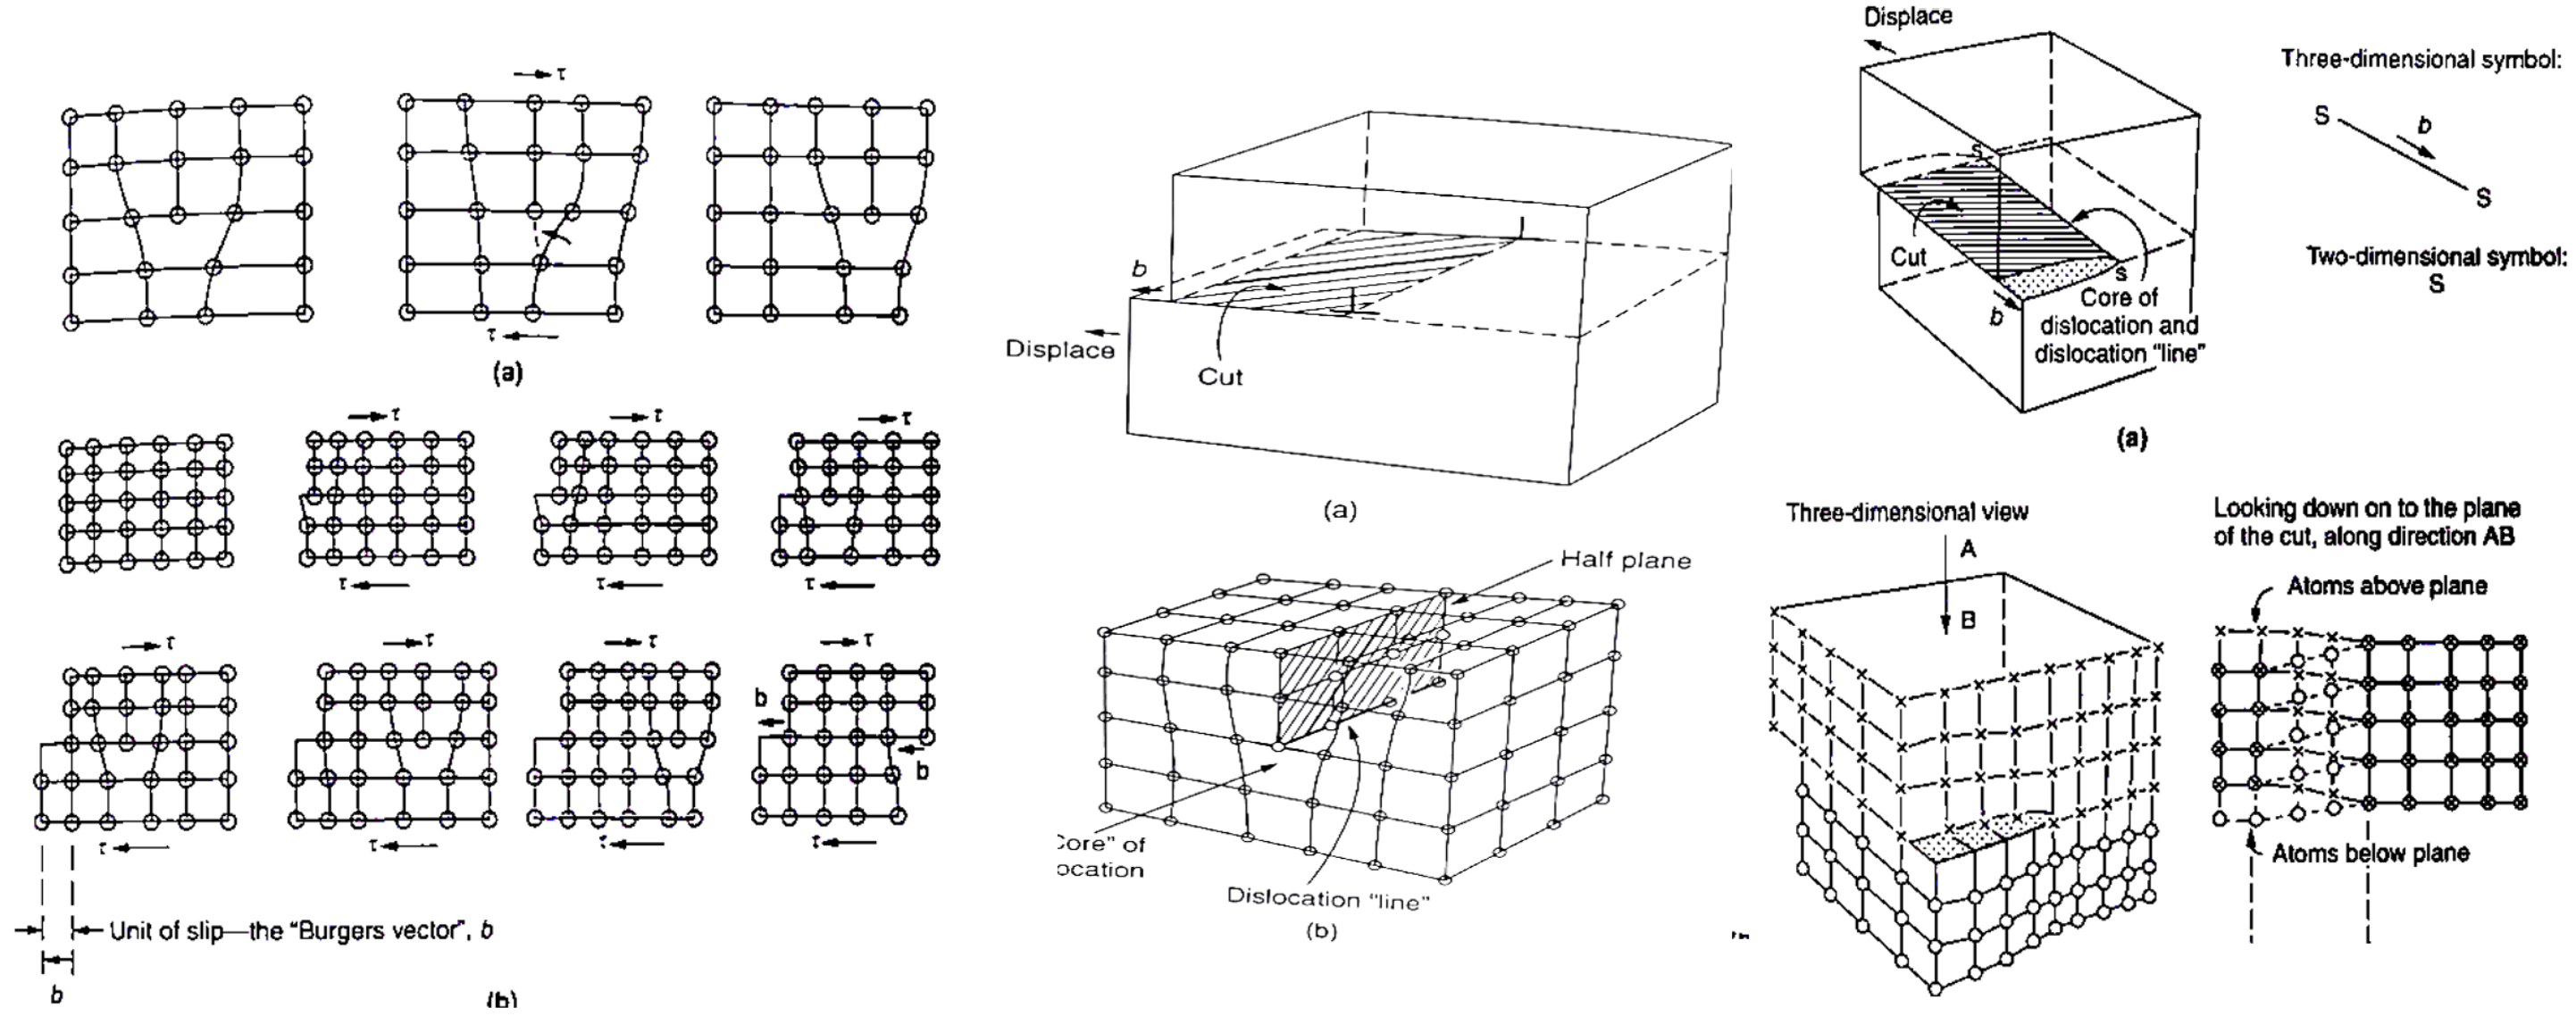 τ
τ
(a)
τ
τ
τ
τ
τ
τ
τ
τ
τ
τ
b
b
τ
τ
τ
τ
Unit of slip—the "Burgers vector", b
b
(b)
b
Displace
Cut
(a)
Half plane
Core" of
ocation
Dislocation "line"
(b)
Displace
Three-dimensional symbol:
S
b
S
S
Cut
S
b
Core of
dislocation and
dislocation "line"
Two-dimensional symbol:
S
(a)
Three-dimensional view
A
B
Looking down on to the plane
of the cut, along direction AB
Atoms above plane
Atoms below plane